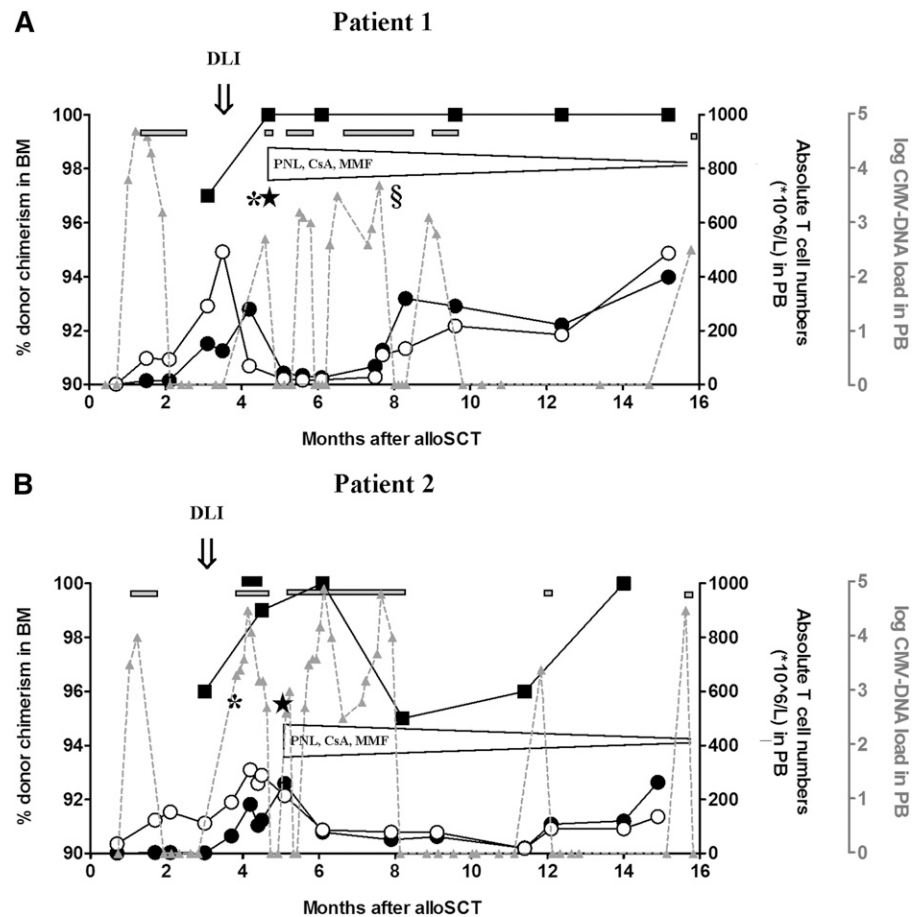 A
Patient 1
DLI
PNL, CsA, MMF
*★
§
% donor chimerism in BM
100
98
96
94
92
90
0 2 4 6 8 10 12 14 16
Months after alloSCT
1000
800
600
400
200
0
Absolute T cell numbers
(*10^6/L) in PB
5
4
3
2
1
0
log CMV-DNA load in PB
B
Patient 2
DLI
*
★
PNL, CsA, MMF
% donor chimerism in BM
100
98
96
94
92
90
0 2 4 6 8 10 12 14 16
Months after alloSCT
1000
800
600
400
200
0
Absolute T cell numbers
(*10^6/L) in PB
5
4
3
2
1
0
log CMV-DNA load in PB